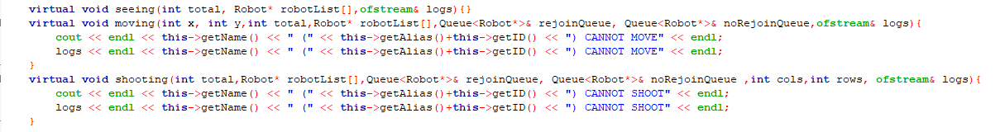 virtual void seeing(int total, Robot* robotList[],ofstream& logs){}
virtual void moving(int x, int y,int total,Robot* robotList[],Queue<Robot*>& rejoinQueue, Queue<Robot*>& noRejoinQueue,ofstream& logs){
    cout << endl << this->getName() << " (" << this->getAlias()+this->getID() << ") CANNOT MOVE" << endl;
    logs << endl << this->getName() << " (" << this->getAlias()+this->getID() << ") CANNOT MOVE" << endl;
}
virtual void shooting(int total,Robot* robotList[],Queue<Robot*>& rejoinQueue, Queue<Robot*>& noRejoinQueue ,int cols,int rows, ofstream& logs){
    cout << endl << this->getName() << " (" << this->getAlias()+this->getID() << ") CANNOT SHOOT" << endl;
    logs << endl << this->getName() << " (" << this->getAlias()+this->getID() << ") CANNOT SHOOT" << endl;
}